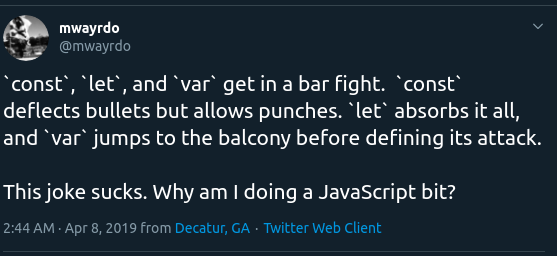 mwayrdo
@mwayrdo
`const`, `let`, and `var` get in a bar fight.  `const`
deflects bullets but allows punches. `let` absorbs it all,
and `var` jumps to the balcony before defining its attack.
This joke sucks. Why am I doing a JavaScript bit?
2:44 AM · Apr 8, 2019 from Decatur, GA · Twitter Web Client